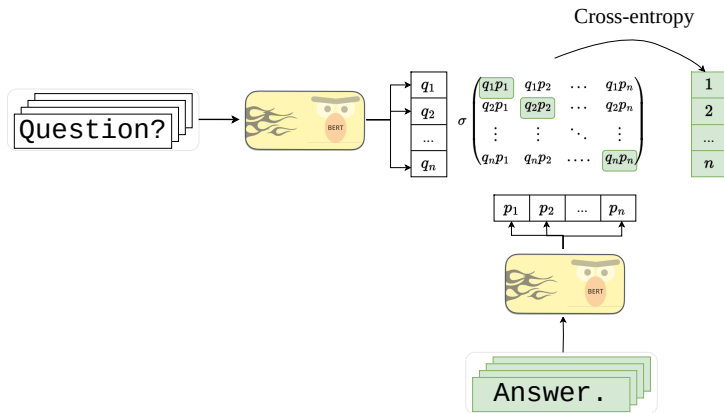 Cross-entropy
Question?
BERT
q₁
q₂
...
qₙ
σ
q₁p₁ q₁p₂ ... q₁pₙ
q₂p₁ q₂p₂ ... q₂pₙ
⋮ ⋮ ⋱ ⋮
qₙp₁ qₙp₂ .... qₙpₙ
1
2
...
n
p₁ p₂ ... pₙ
BERT
Answer.